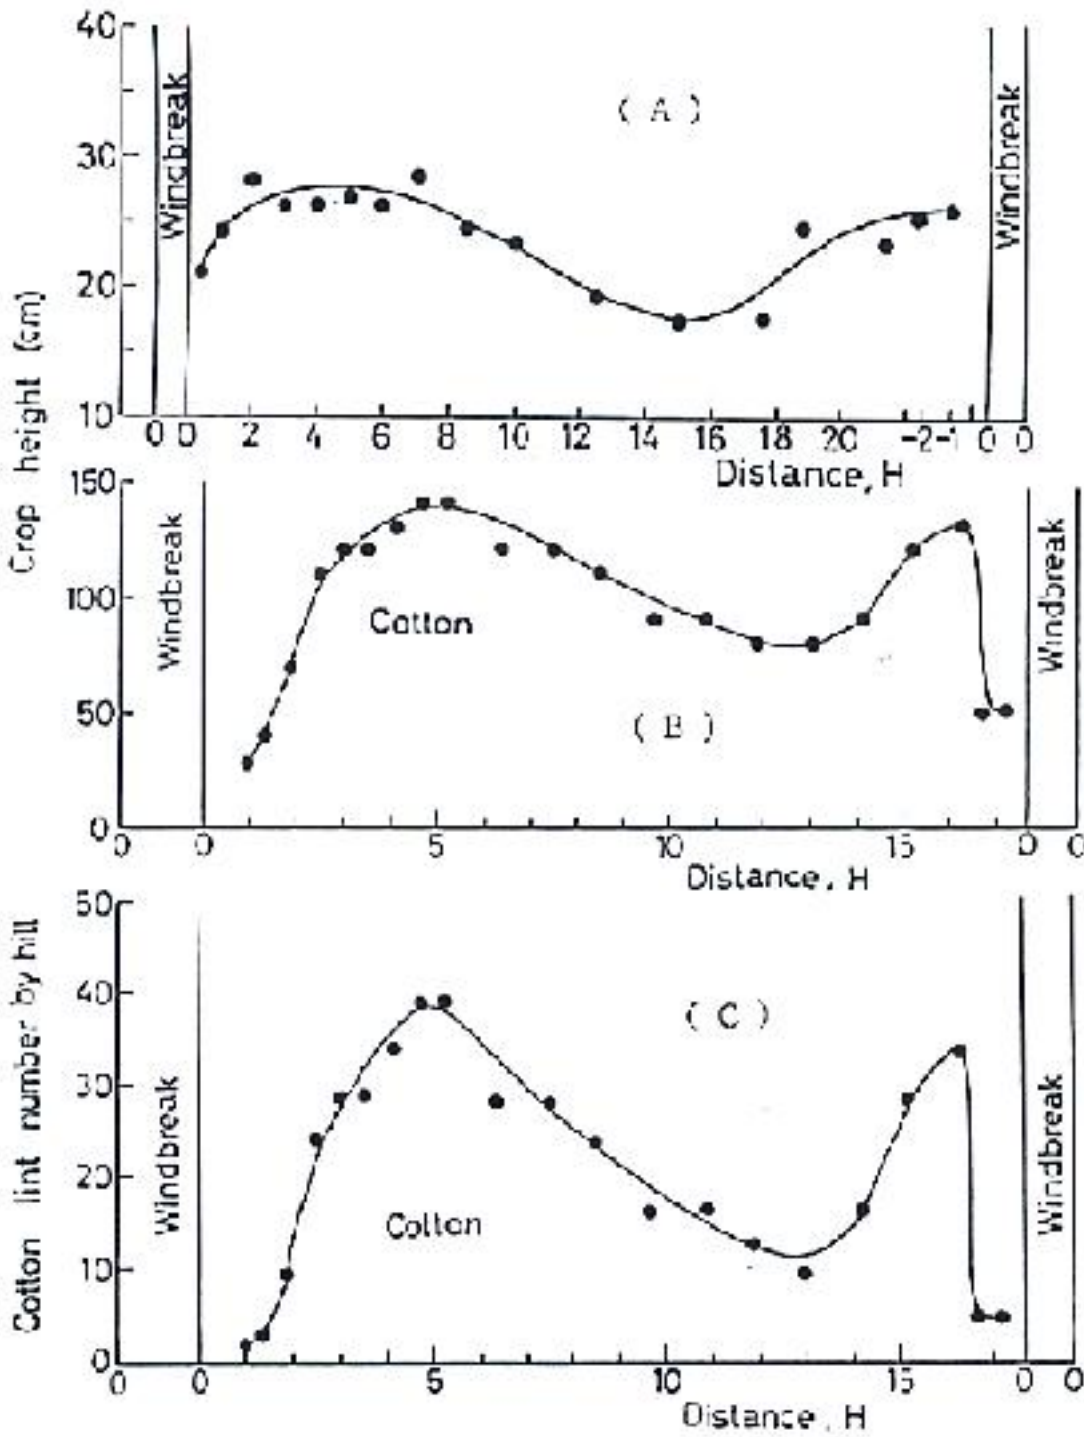 40
30
20
10
Windbreak
( A )
Windbreak
0 0 2 4 6 8 10 12 14 16 18 20 -2 -1 0 0
Distance, H
Crop height (cm)
150
100
50
0
Windbreak
Cotton
( B )
Windbreak
0 0 5 10 15 0 0
Distance, H
50
40
30
20
10
0
Cotton lint number by hill
Windbreak
Cotton
( C )
Windbreak
0 0 5 10 15 0 0
Distance, H